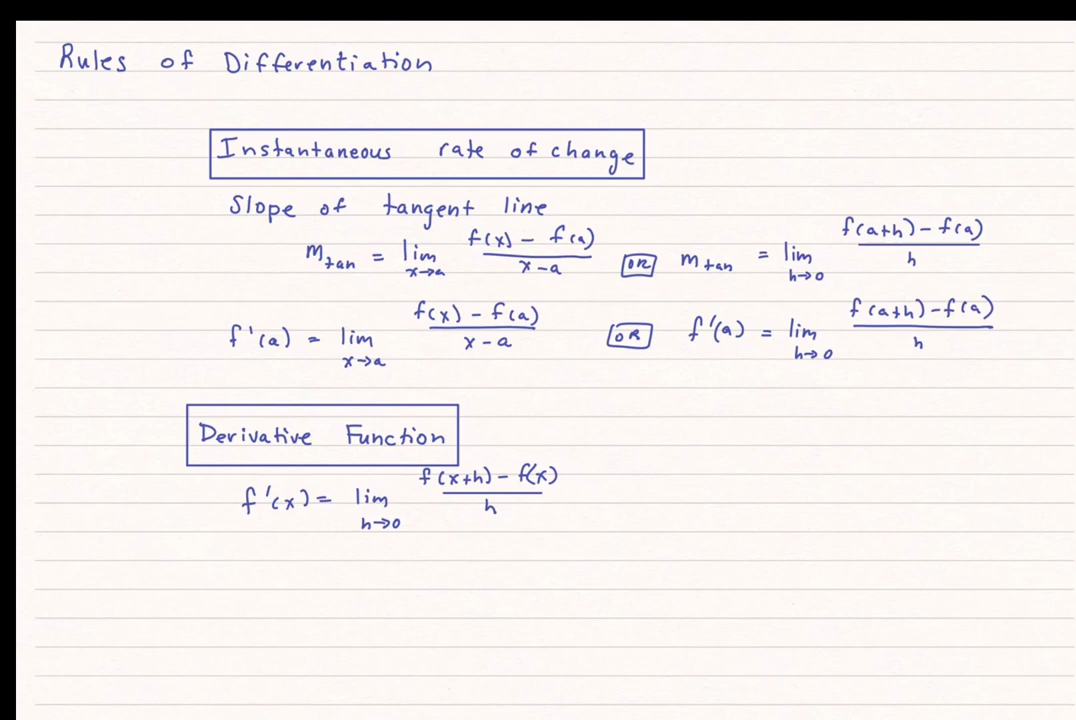 Rules of Differentiation
Instantaneous rate of change
Slope of tangent line
m_tan = lim_{x→a} (f(x) - f(a))/(x-a) OR m_tan = lim_{h→0} (f(a+h) - f(a))/h
f'(a) = lim_{x→a} (f(x) - f(a))/(x-a) OR f'(a) = lim_{h→0} (f(a+h) - f(a))/h
Derivative Function
f'(x) = lim_{h→0} (f(x+h) - f(x))/h